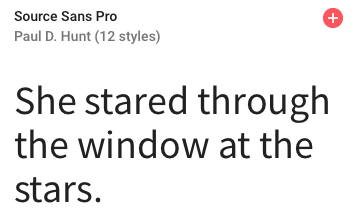 Source Sans Pro
Paul D. Hunt (12 styles)
She stared through
the window at the
stars.